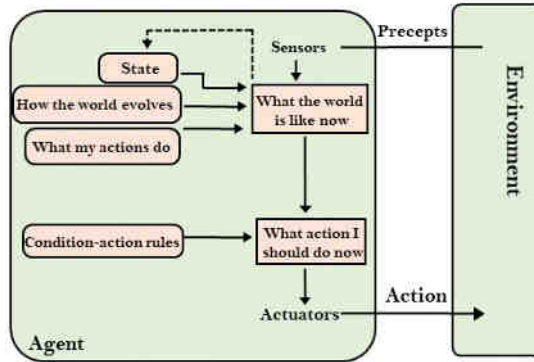 Sensors
Precepts
State
How the world evolves
What the world
is like now
What my actions do
Condition-action rules
What action I
should do now
Actuators
Action
Agent
Environment